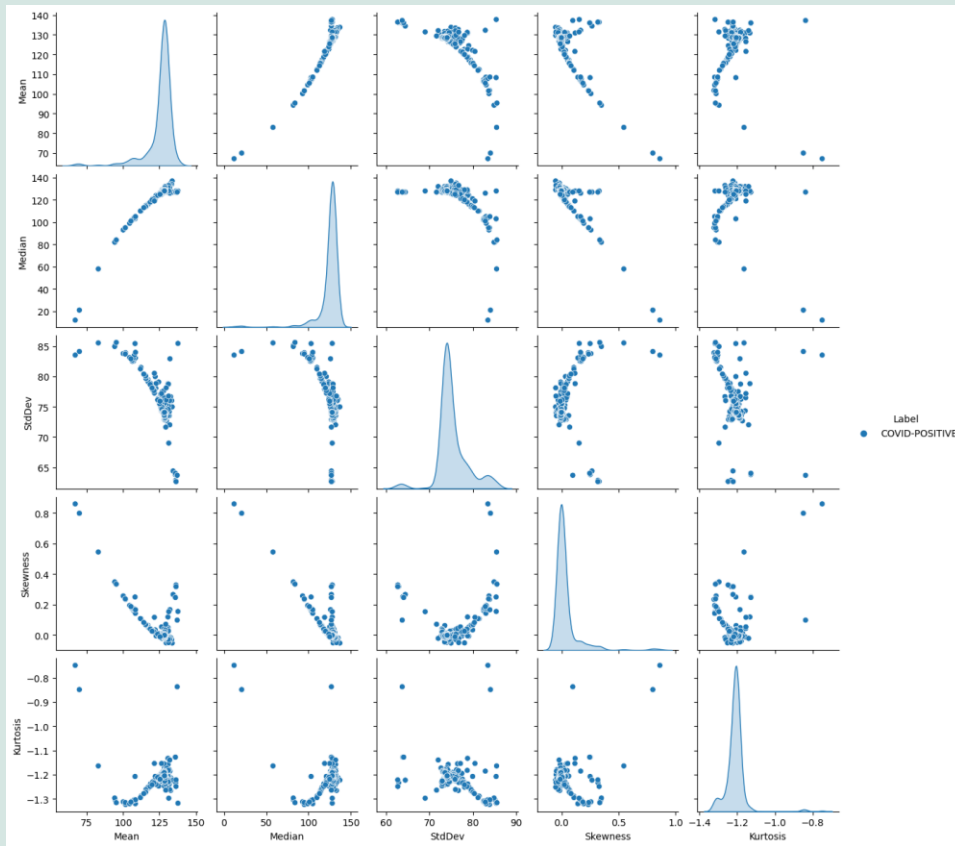 140
130
120
110
100
90
80
70
Mean
140
120
100
80
60
40
20
Median
85
80
75
70
65
StdDev
Label
COVID-POSITIVE
0.8
0.6
0.4
0.2
0.0
Skewness
−0.8
−0.9
−1.0
−1.1
−1.2
−1.3
Kurtosis
75 100 125 150
Mean
0 50 100 150
Median
60 70 80 90
StdDev
0.0 0.5 1.0
Skewness
−1.4 −1.2 −1.0 −0.8
Kurtosis